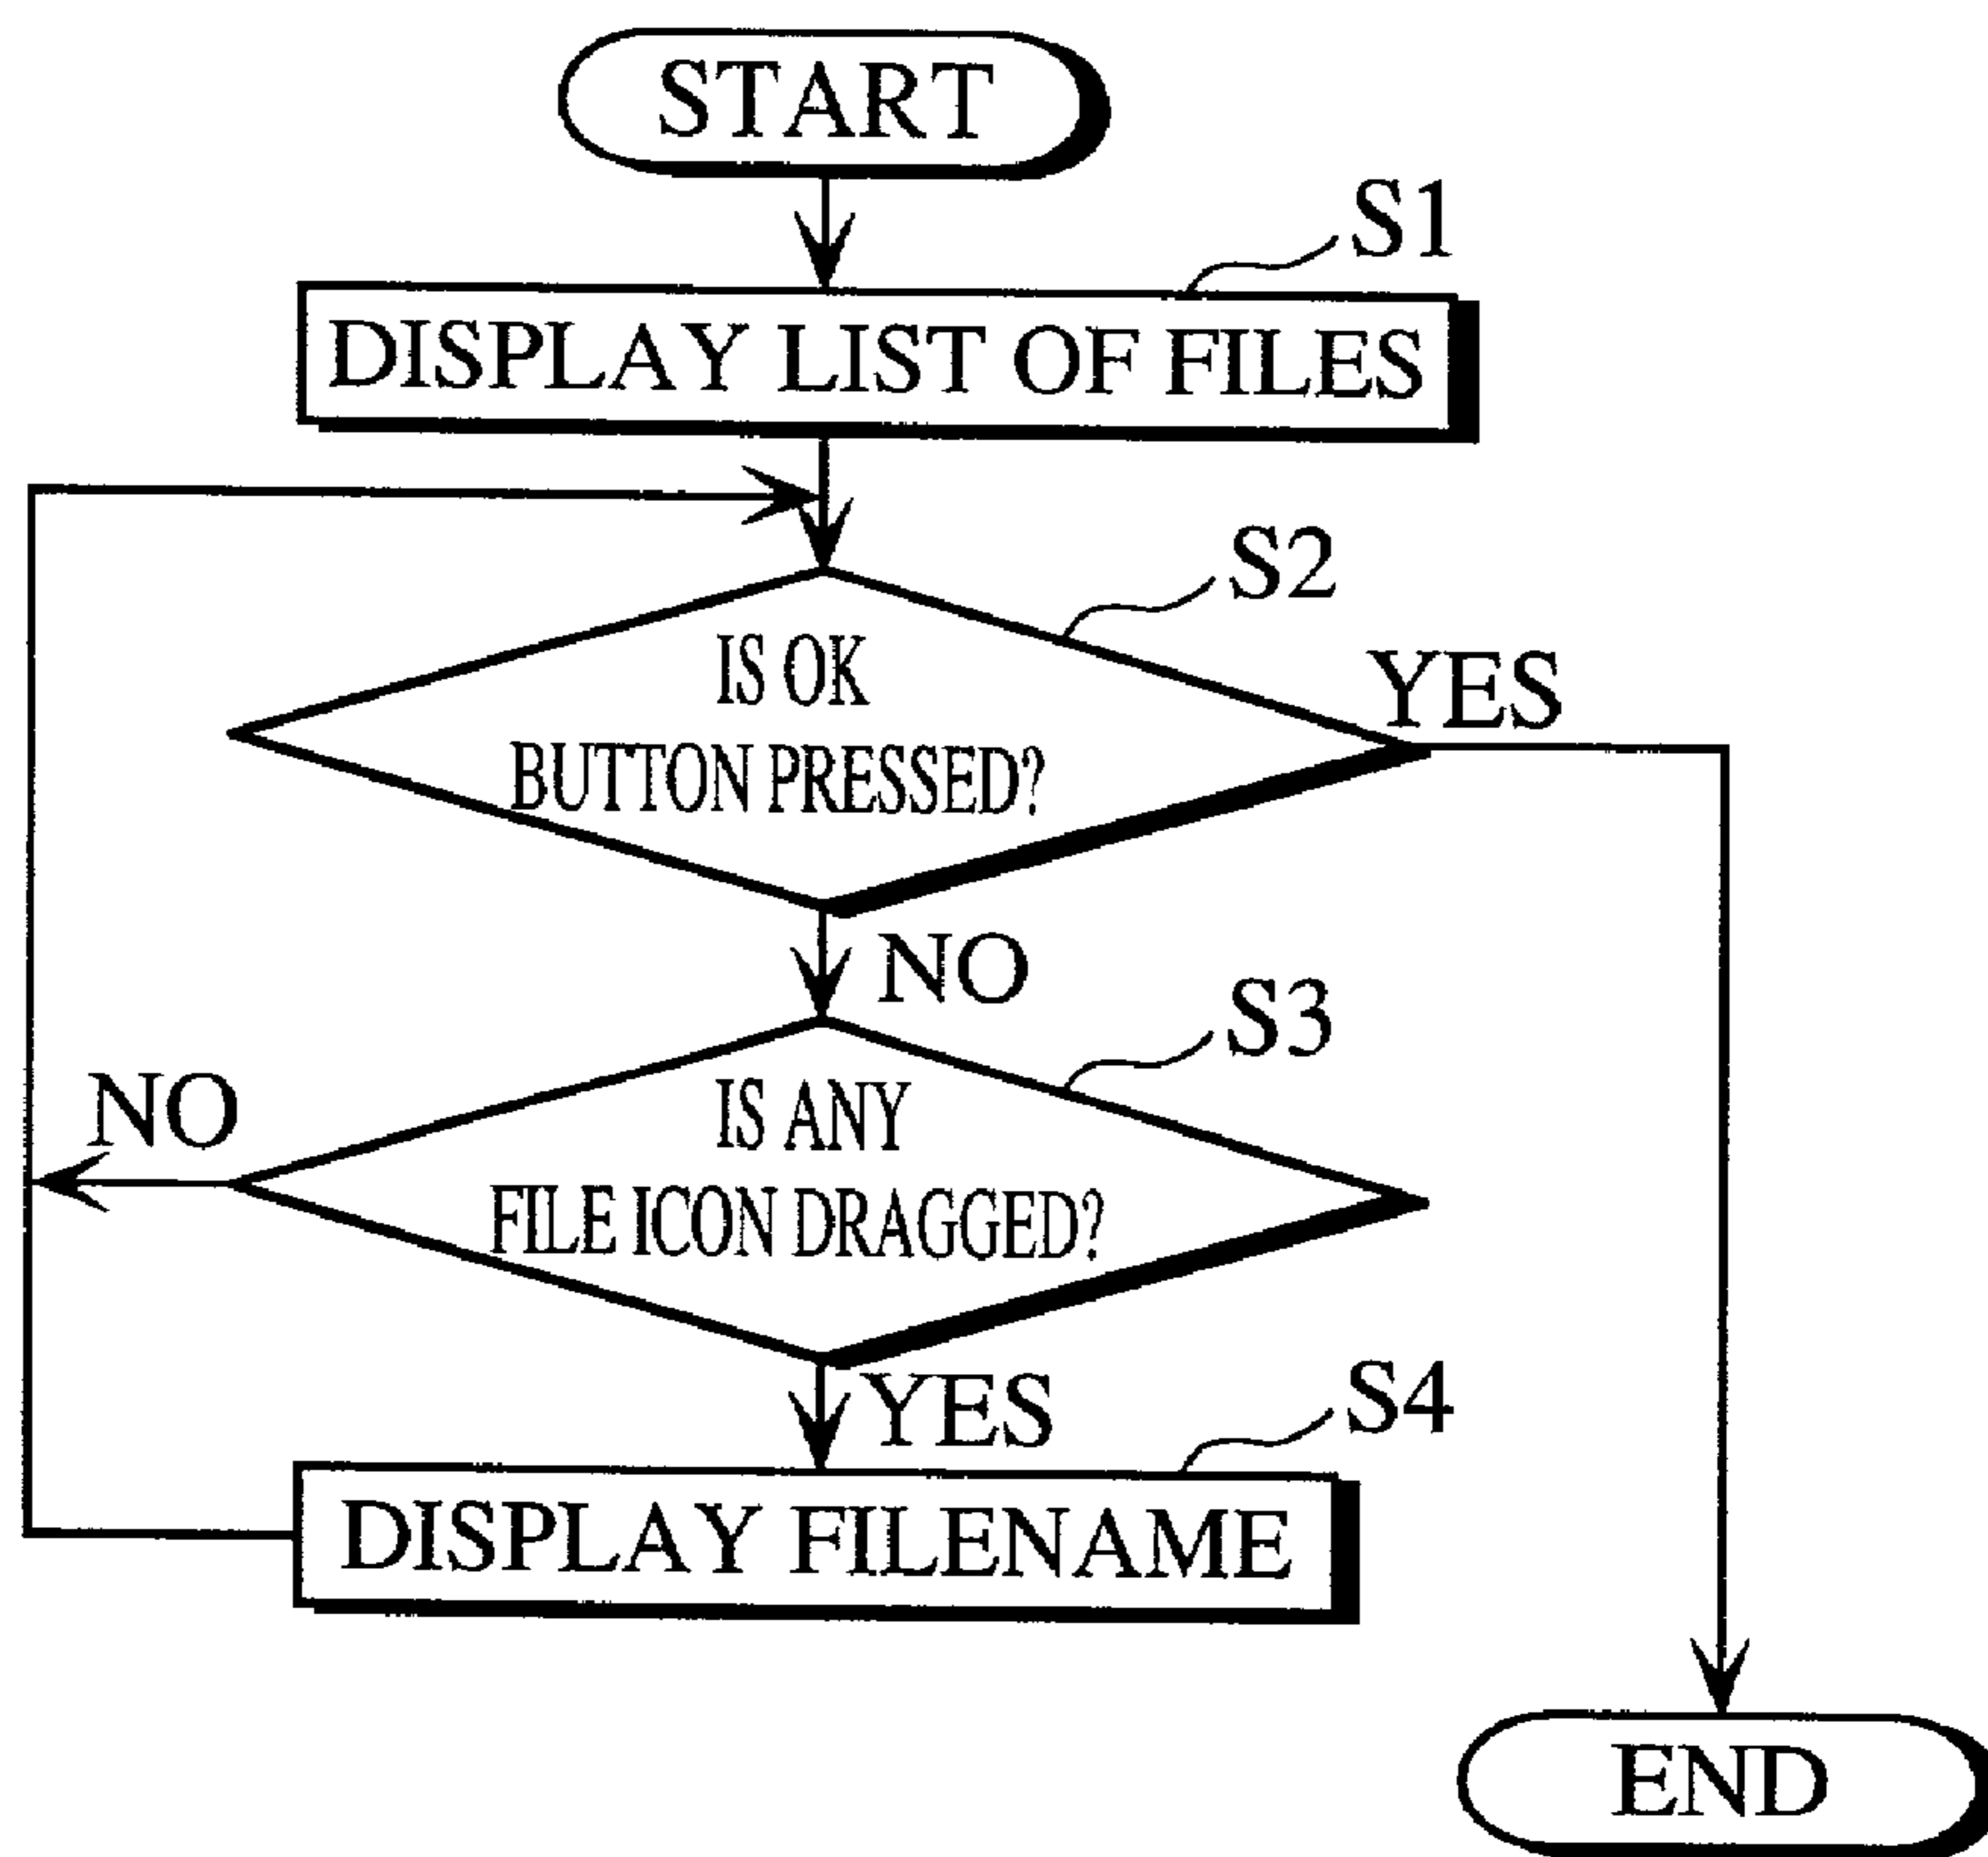 START
S1
DISPLAY LIST OF FILES
S2
IS OK
BUTTON PRESSED?
YES
NO
S3
IS ANY
FILE ICON DRAGGED?
NO
YES
S4
DISPLAY FILENAME
END